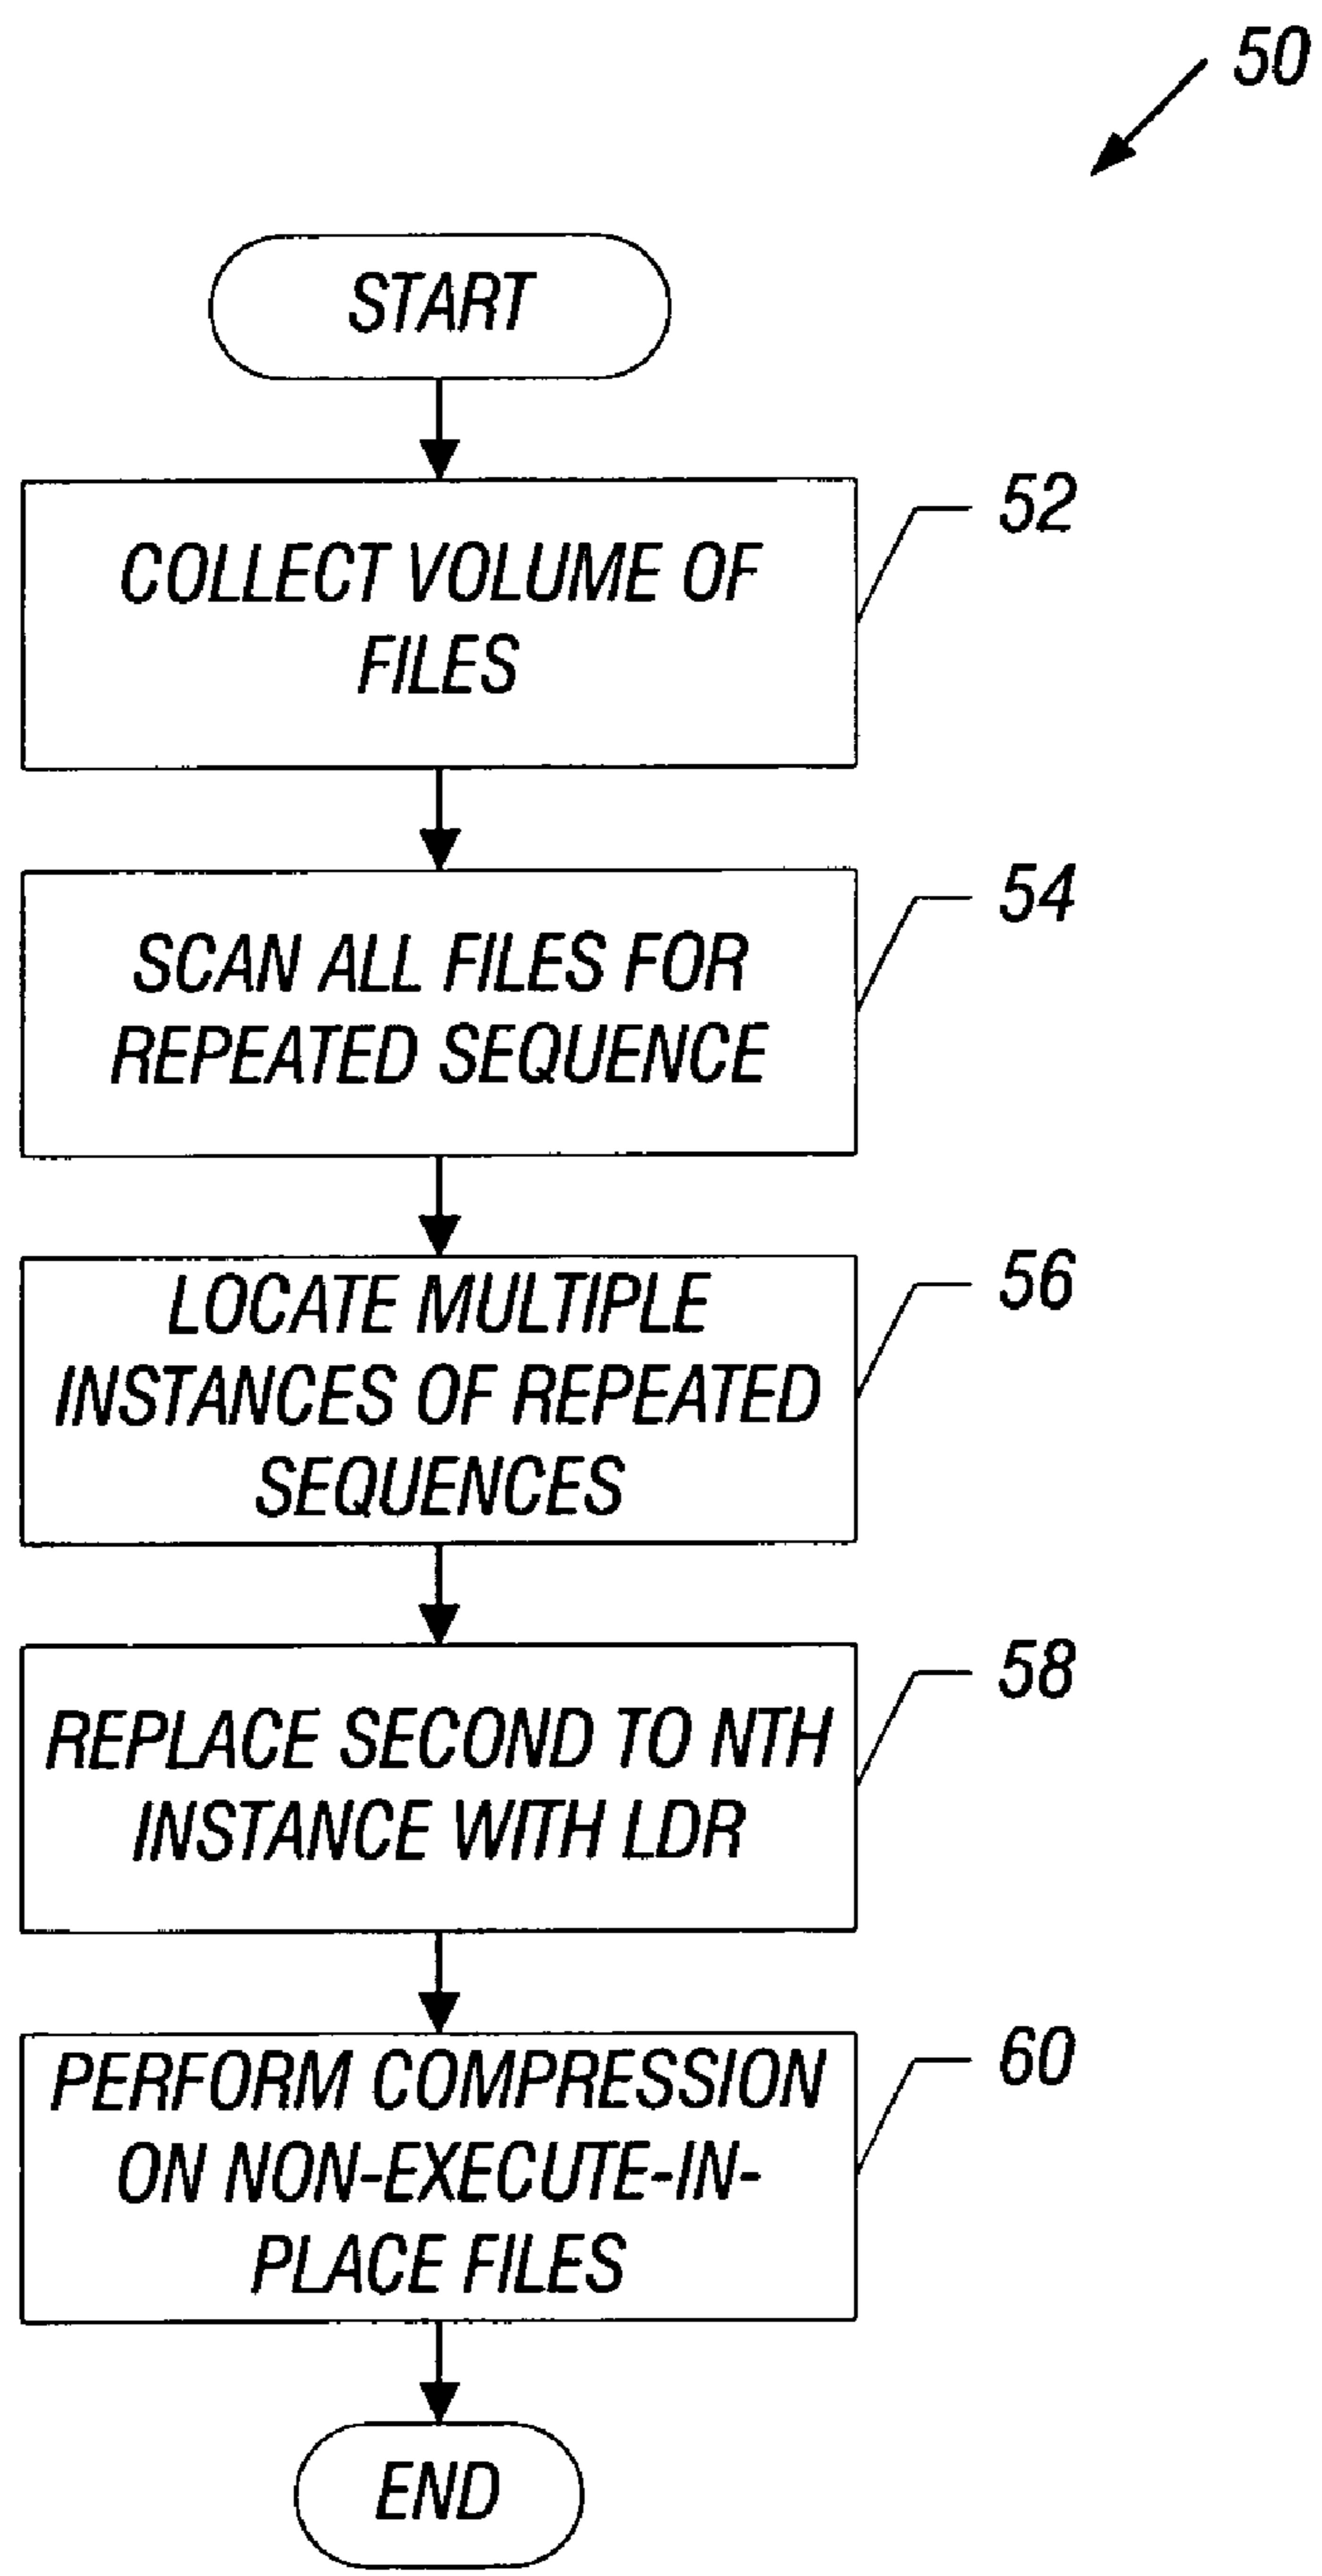 50
START
COLLECT VOLUME OF
FILES
52
SCAN ALL FILES FOR
REPEATED SEQUENCE
54
LOCATE MULTIPLE
INSTANCES OF REPEATED
SEQUENCES
56
REPLACE SECOND TO NTH
INSTANCE WITH LDR
58
PERFORM COMPRESSION
ON NON-EXECUTE-IN-
PLACE FILES
60
END